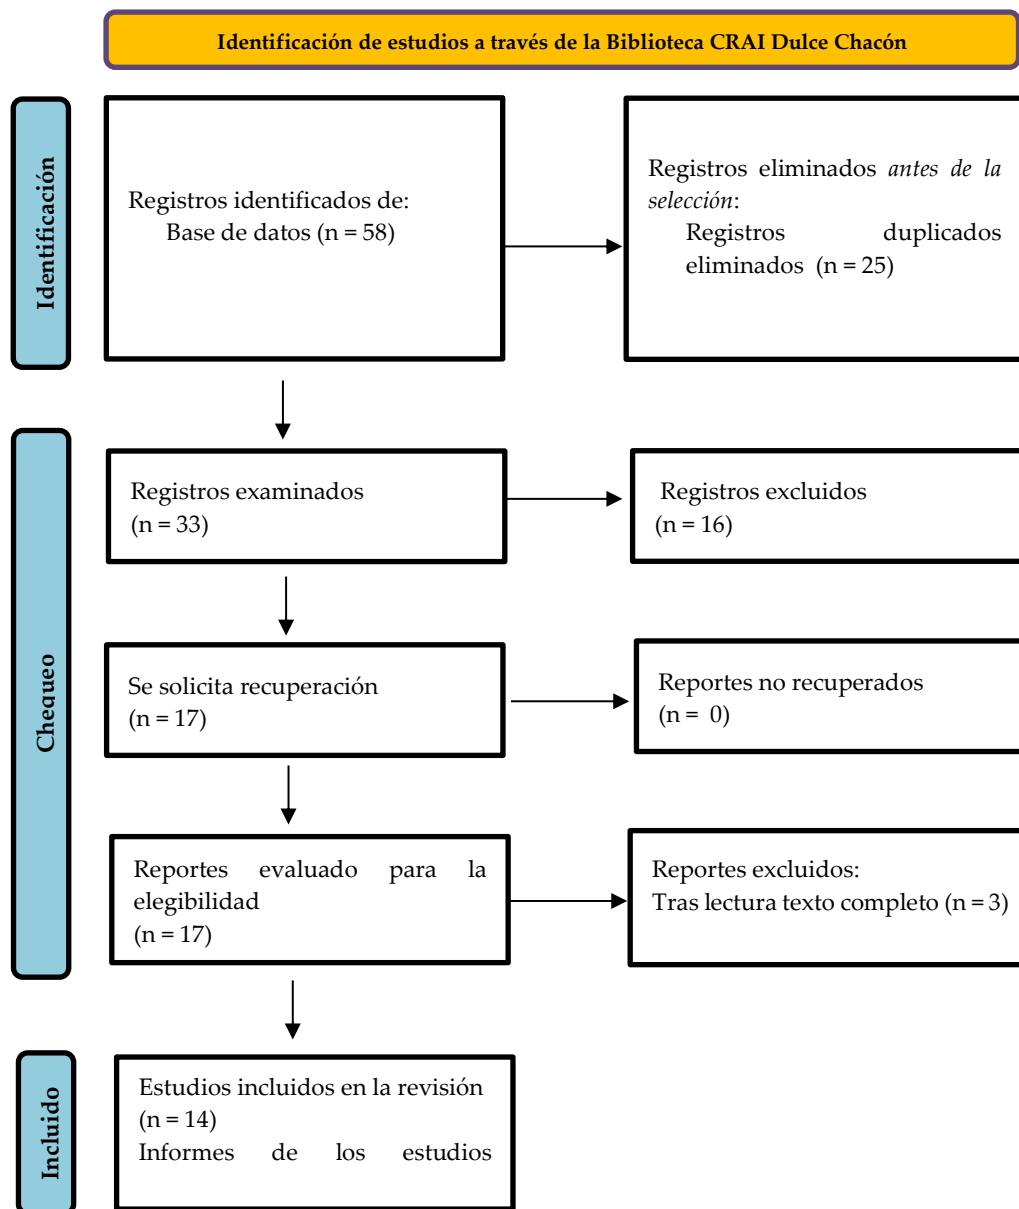 Identificación de estudios a través de la Biblioteca CRAI Dulce Chacón
Identificación
Registros identificados de:
Base de datos (n = 58)
Registros eliminados antes de la
selección:
Registros duplicados
eliminados (n = 25)
Chequeo
Registros examinados
(n = 33)
Registros excluidos
(n = 16)
Se solicita recuperación
(n = 17)
Reportes no recuperados
(n = 0)
Reportes evaluado para la
elegibilidad
(n = 17)
Reportes excluidos:
Tras lectura texto completo (n = 3)
Incluido
Estudios incluidos en la revisión
(n = 14)
Informes de los estudios